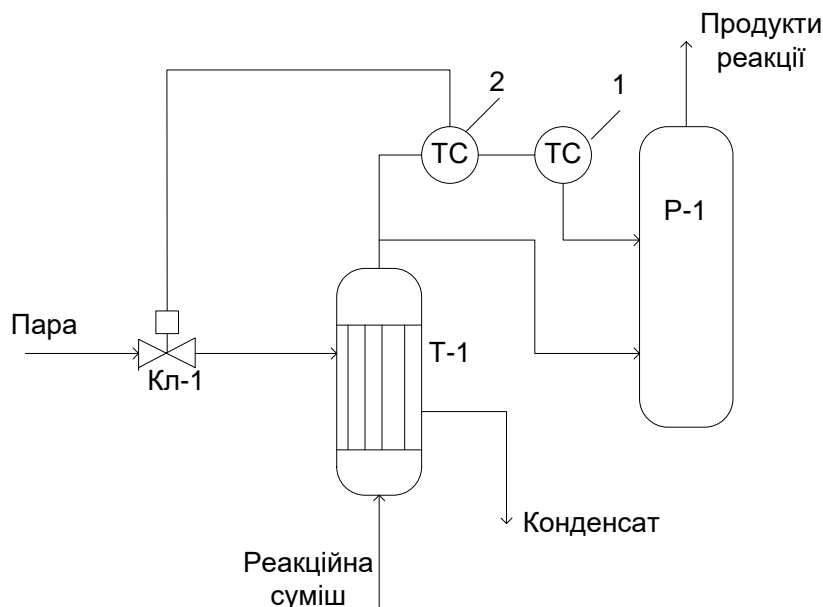 Продукти
реакції
2
1
ТС
ТС
Р-1
Пара
Т-1
Кл-1
Конденсат
Реакційна
суміш